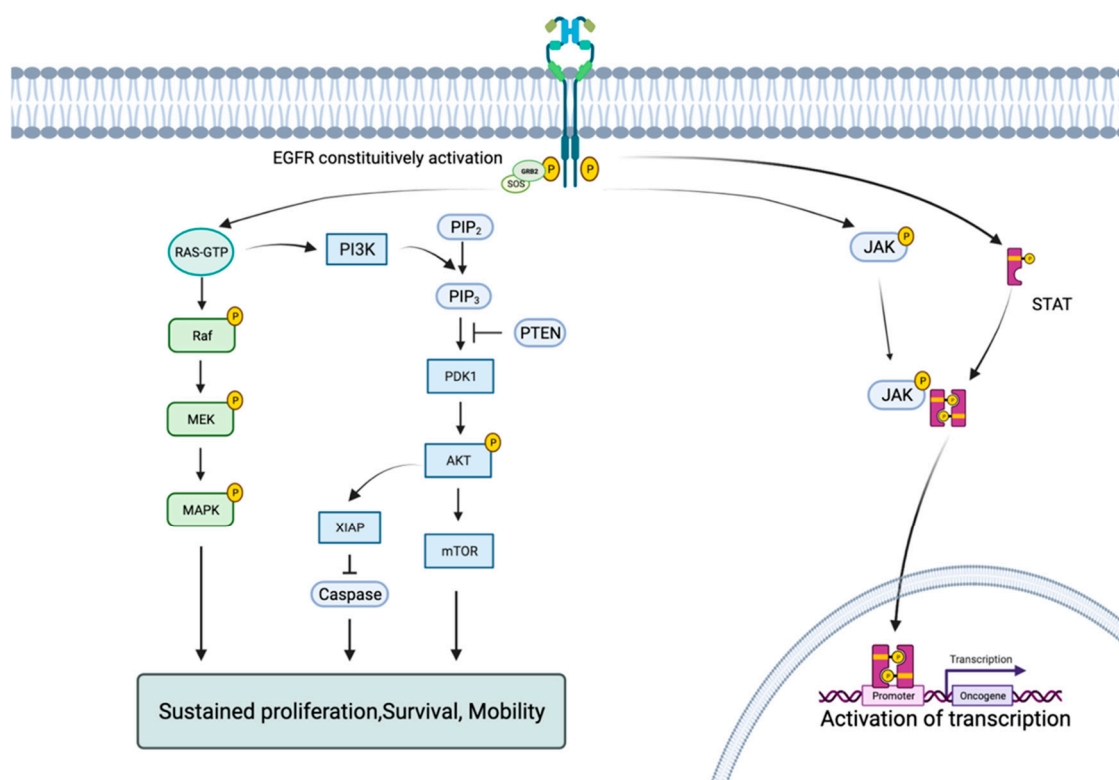 EGFR constituitively activation
GRB2
SOS
P
P
RAS-GTP
PI3K
PIP2
PIP3
PTEN
PDK1
AKT
P
XIAP
Caspase
mTOR
Raf
P
MEK
P
MAPK
P
Sustained proliferation,Survival, Mobility
JAK
P
P
STAT
JAK
P
P
P
P
P
Promoter
Transcription
Oncogene
Activation of transcription